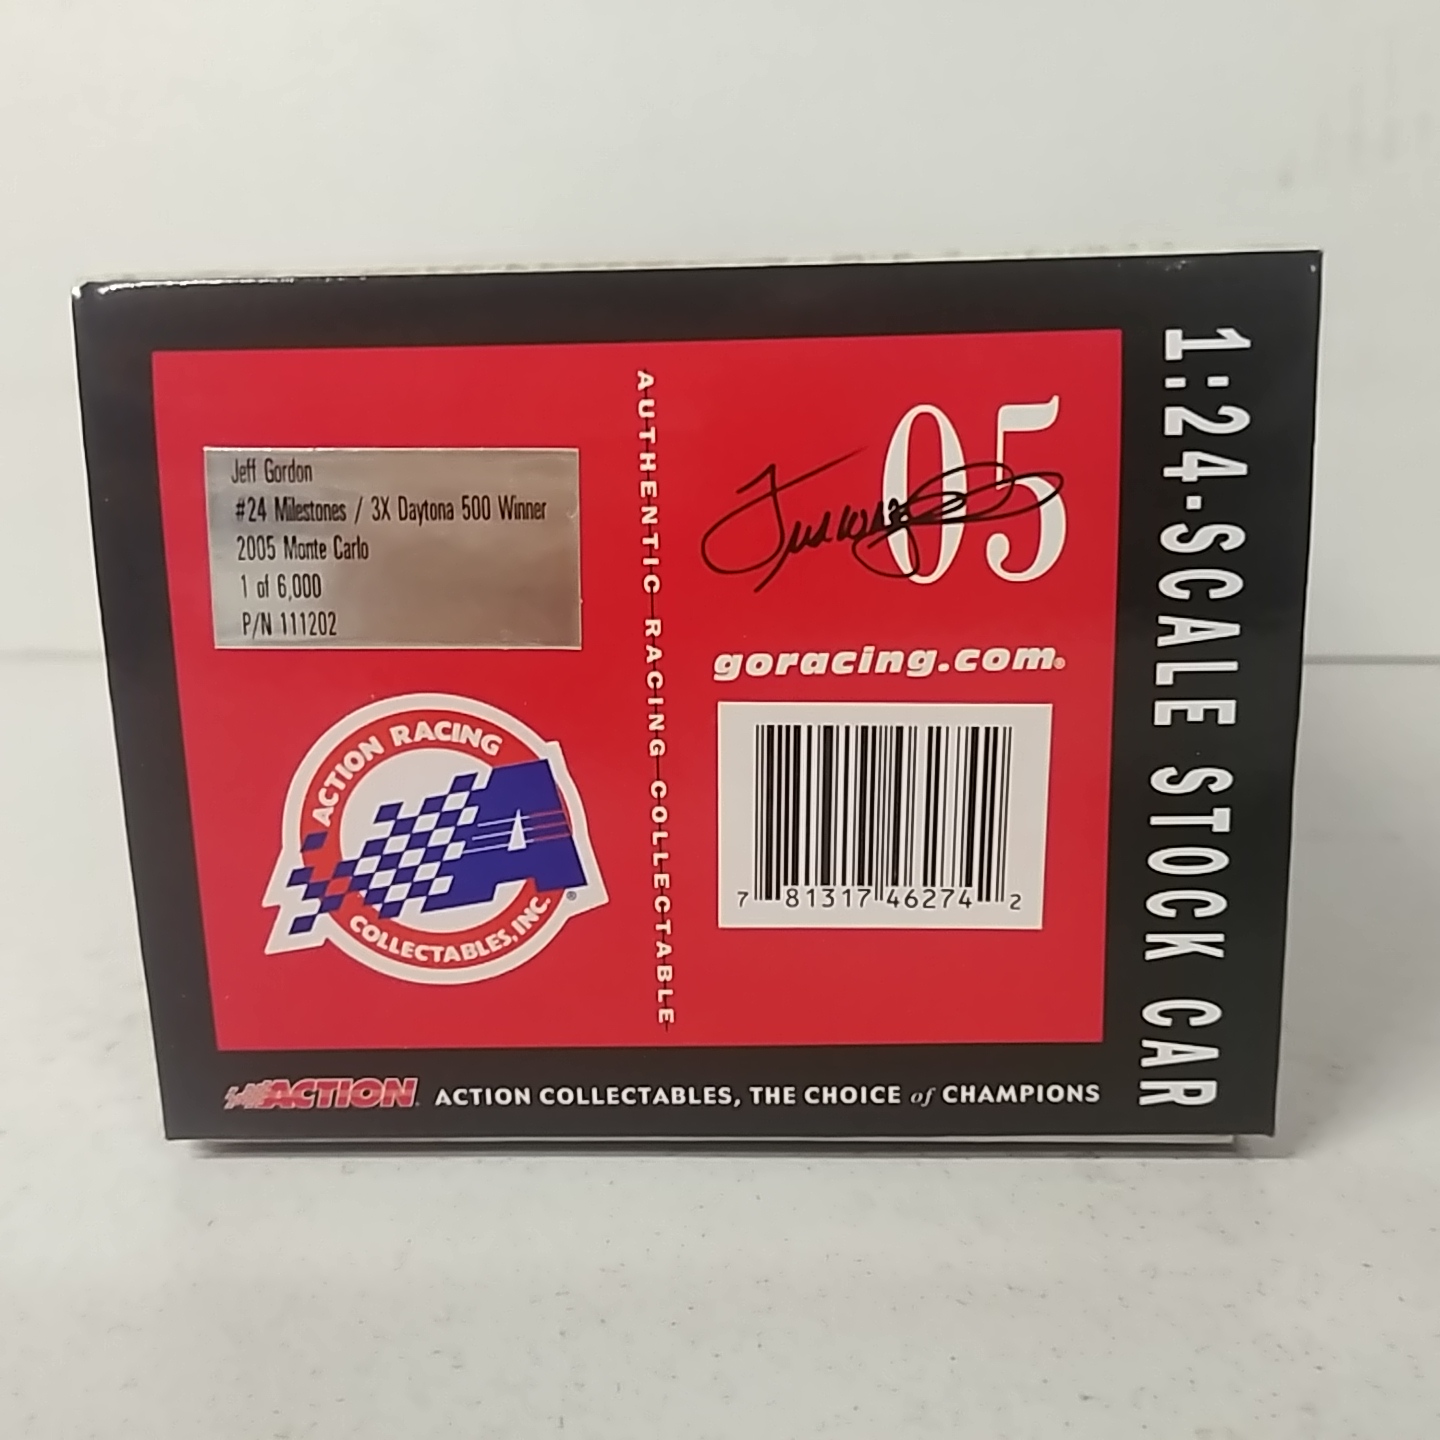 Jeff Gordon
#24 Milestones / 3X Daytona 500 Winner
2005 Monte Carlo
1 of 6,000
P/N 111202
ACTION RACING
COLLECTABLES, INC.
®
AUTHENTIC RACING COLLECTABLE
05
goracing.com®
7 81317 46274 2
1:24-SCALE STOCK CAR
ACTION
ACTION COLLECTABLES, THE CHOICE of CHAMPIONS